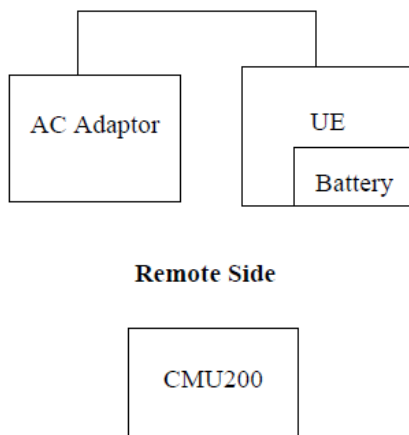 AC Adaptor
UE
Battery
Remote Side
CMU200